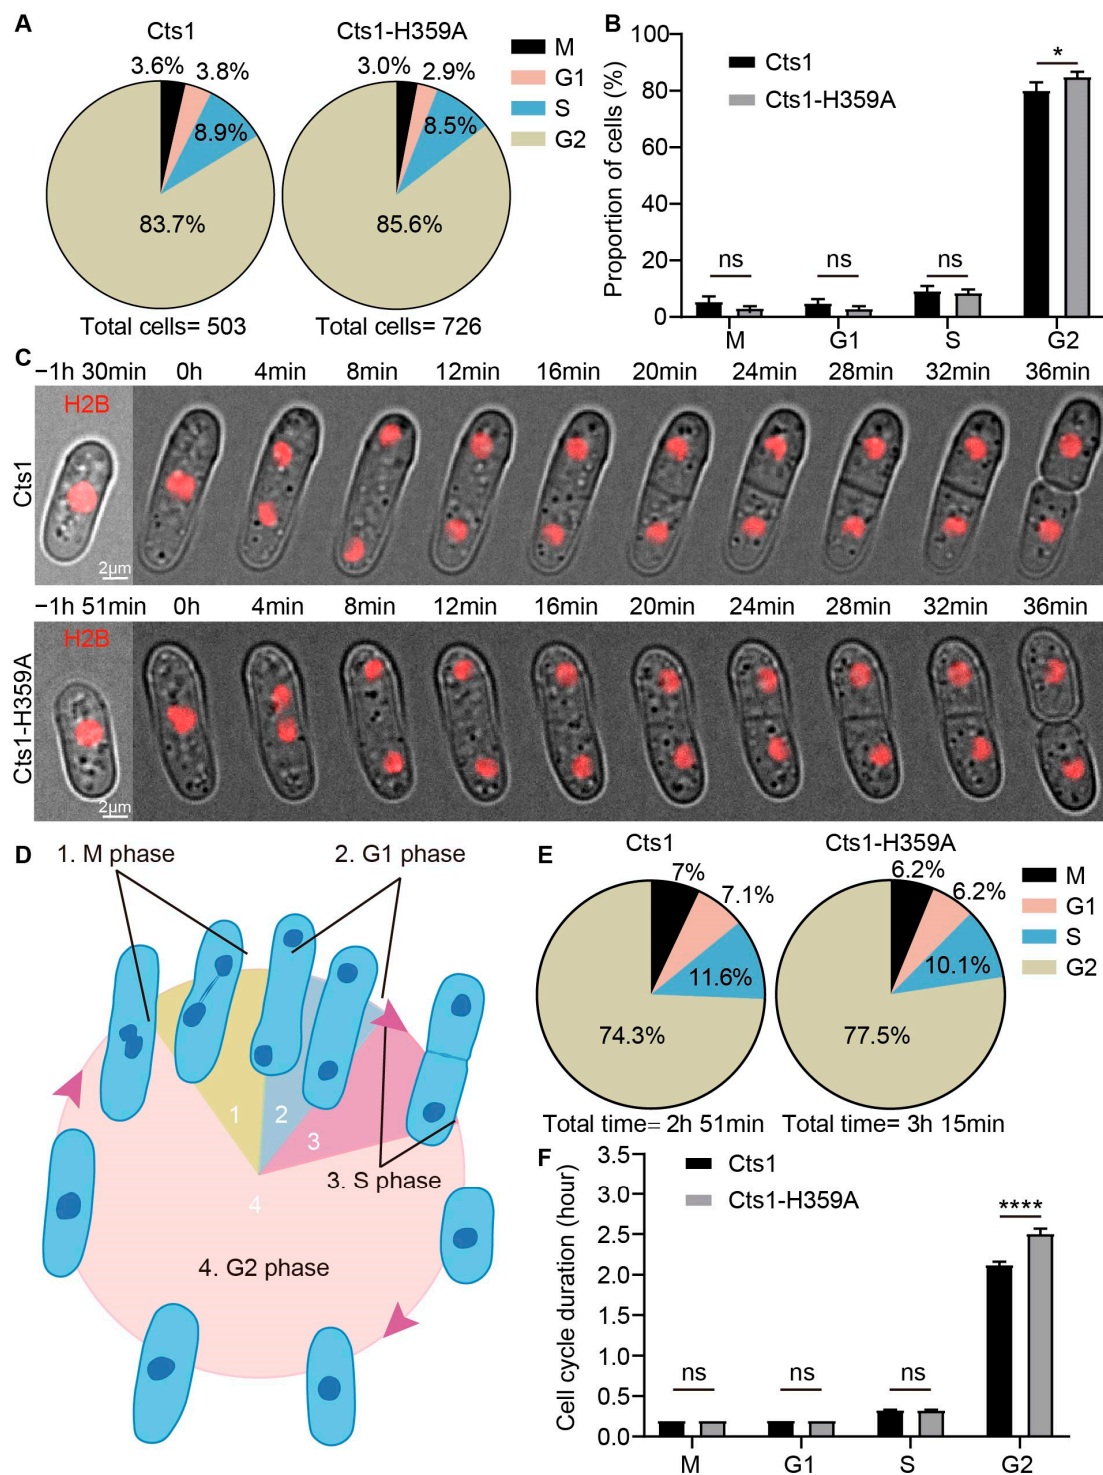 A
Cts1
Cts1-H359A
3.6%
3.8%
8.9%
83.7%
3.0%
2.9%
8.5%
85.6%
M
G1
S
G2
Total cells= 503
Total cells= 726
B
Proportion of cells (%)
100
80
60
40
20
0
Cts1
Cts1-H359A
ns
ns
ns
*
M
G1
S
G2
C
−1h 30min
0h
4min
8min
12min
16min
20min
24min
28min
32min
36min
H2B
Cts1
2μm
−1h 51min
0h
4min
8min
12min
16min
20min
24min
28min
32min
36min
H2B
Cts1-H359A
2μm
D
1. M phase
2. G1 phase
1
2
3
3. S phase
4
4. G2 phase
E
Cts1
Cts1-H359A
7%
7.1%
11.6%
74.3%
6.2%
6.2%
10.1%
77.5%
M
G1
S
G2
Total time= 2h 51min
Total time= 3h 15min
F
Cell cycle duration (hour)
3.5
3.0
2.5
2.0
1.5
1.0
0.5
0.0
Cts1
Cts1-H359A
ns
ns
ns
****
M
G1
S
G2